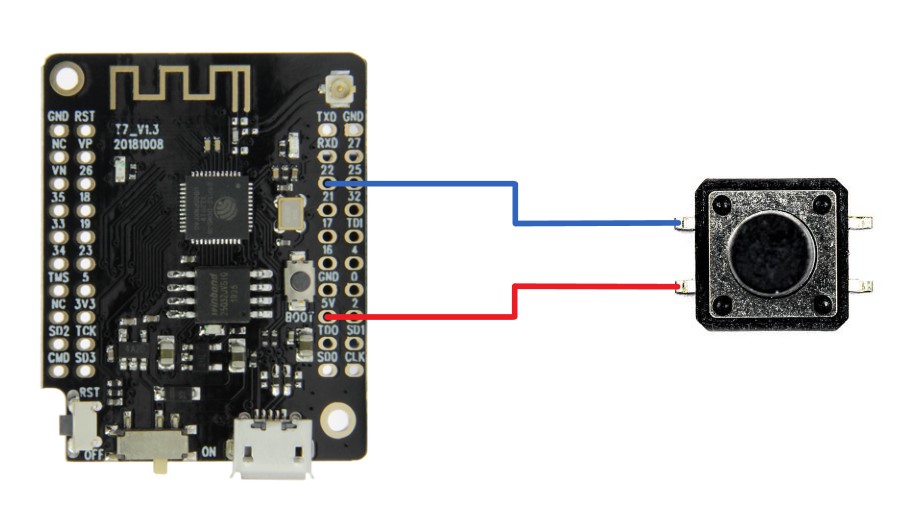 GND RST
NC VP
VN 26
35 18
33 19
34 23
TMS 5
NC 3V3
SD2 TCK
CMD SD3
T7_V1.3
20181008
TXD GND
RXD 27
22 25
21 32
17 TDI
16 4
GND 0
5V 2
BOOT
TDO SD1
SD0 CLK
RST
OFF
ON